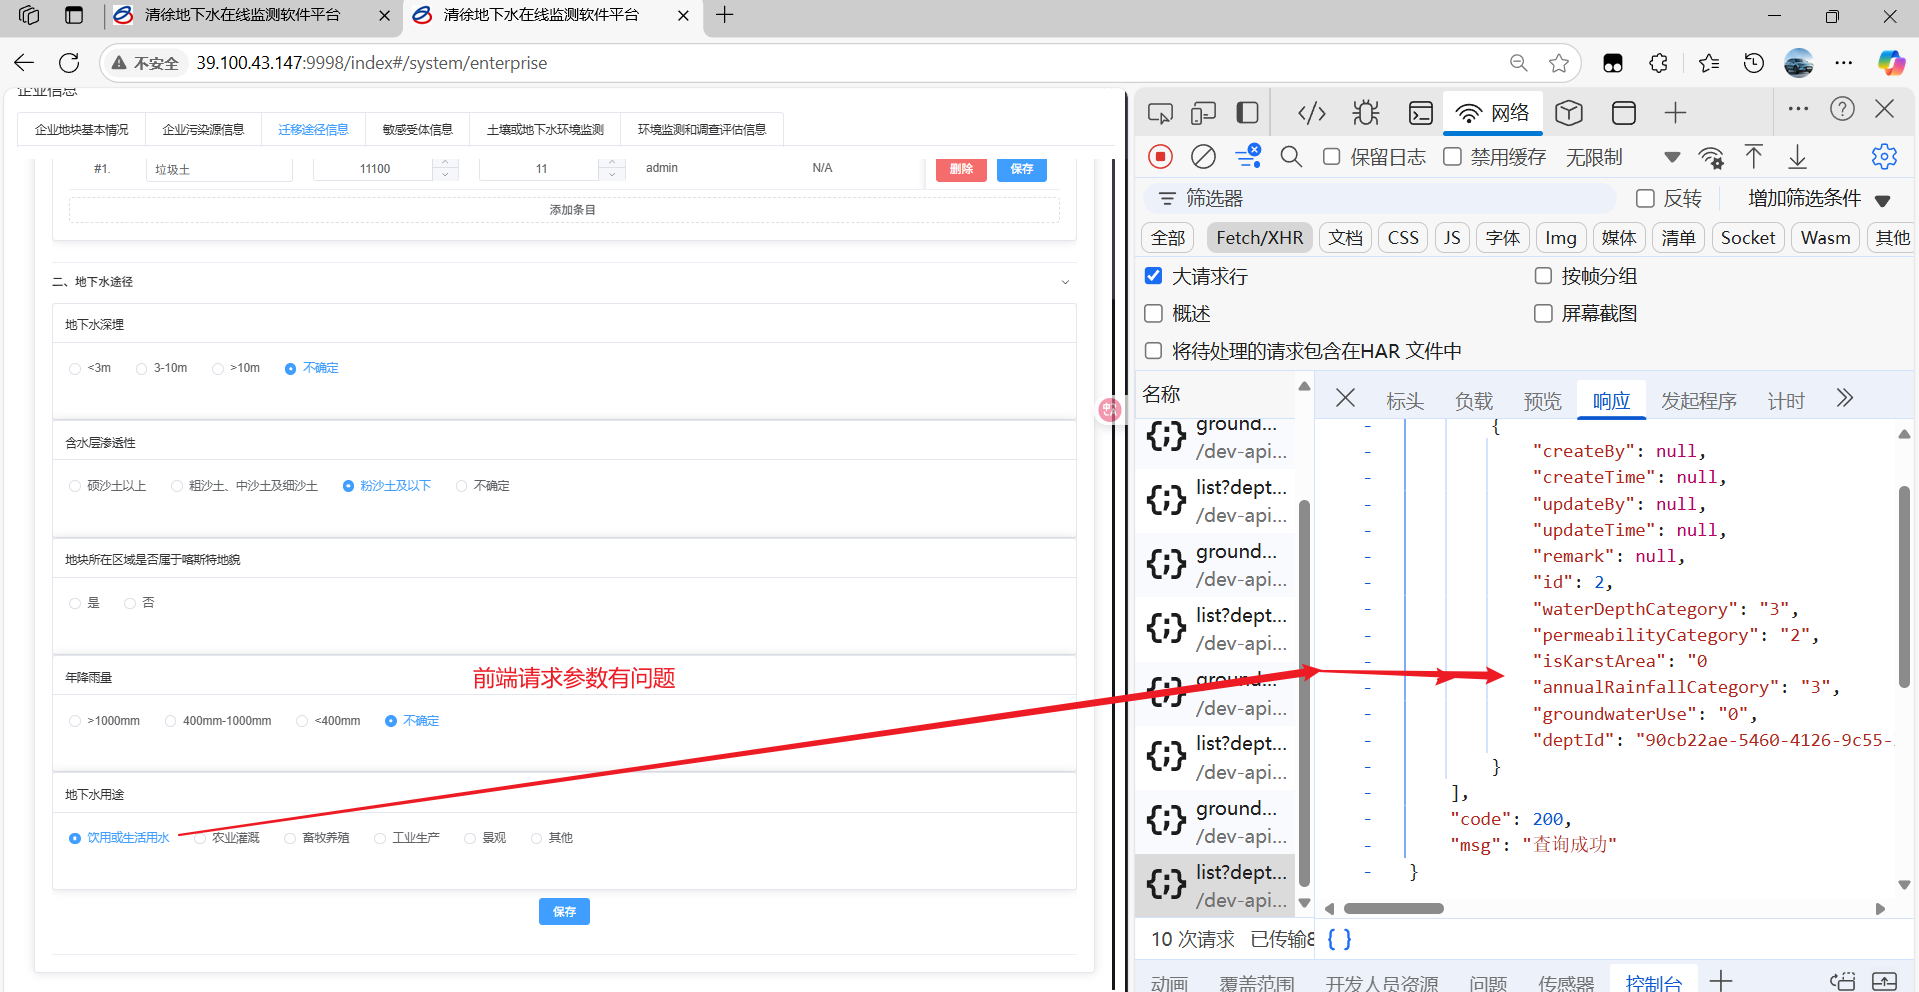 清徐地下水在线监测软件平台
清徐地下水在线监测软件平台
不安全
39.100.43.147:9998/index#/system/enterprise
企业信息
企业地块基本情况 企业污染源信息 迁移途径信息 敏感受体信息 土壤或地下水环境监测 环境监测和调查评估信息
#1. 垃圾土 11100 11 admin N/A 删除 保存
添加条目
二、地下水途径
地下水深埋
<3m 3-10m >10m 不确定
含水层渗透性
硕沙土以上 粗沙土、中沙土及细沙土 粉沙土及以下 不确定
地块所在区域是否属于喀斯特地貌
是 否
年降雨量
前端请求参数有问题
>1000mm 400mm-1000mm <400mm 不确定
地下水用途
饮用或生活用水 农业灌溉 畜牧养殖 工业生产 景观 其他
保存
网络
保留日志 禁用缓存 无限制
筛选器 反转 增加筛选条件
全部 Fetch/XHR 文档 CSS JS 字体 Img 媒体 清单 Socket Wasm 其他
大请求行 按帧分组
概述 屏幕截图
将待处理的请求包含在HAR 文件中
名称
ground...
/dev-api...
list?dept...
/dev-api...
ground...
/dev-api...
list?dept...
/dev-api...
ground...
/dev-api...
list?dept...
/dev-api...
ground...
/dev-api...
list?dept...
/dev-api...
标头 负载 预览 响应 发起程序 计时
{
"createBy": null,
"createTime": null,
"updateBy": null,
"updateTime": null,
"remark": null,
"id": 2,
"waterDepthCategory": "3",
"permeabilityCategory": "2",
"isKarstArea": "0
"annualRainfallCategory": "3",
"groundwaterUse": "0",
"deptId": "90cb22ae-5460-4126-9c55-
}
],
"code": 200,
"msg": "查询成功"
}
10 次请求 已传输8
{ }
动画 覆盖范围 开发人员资源 问题 传感器 控制台